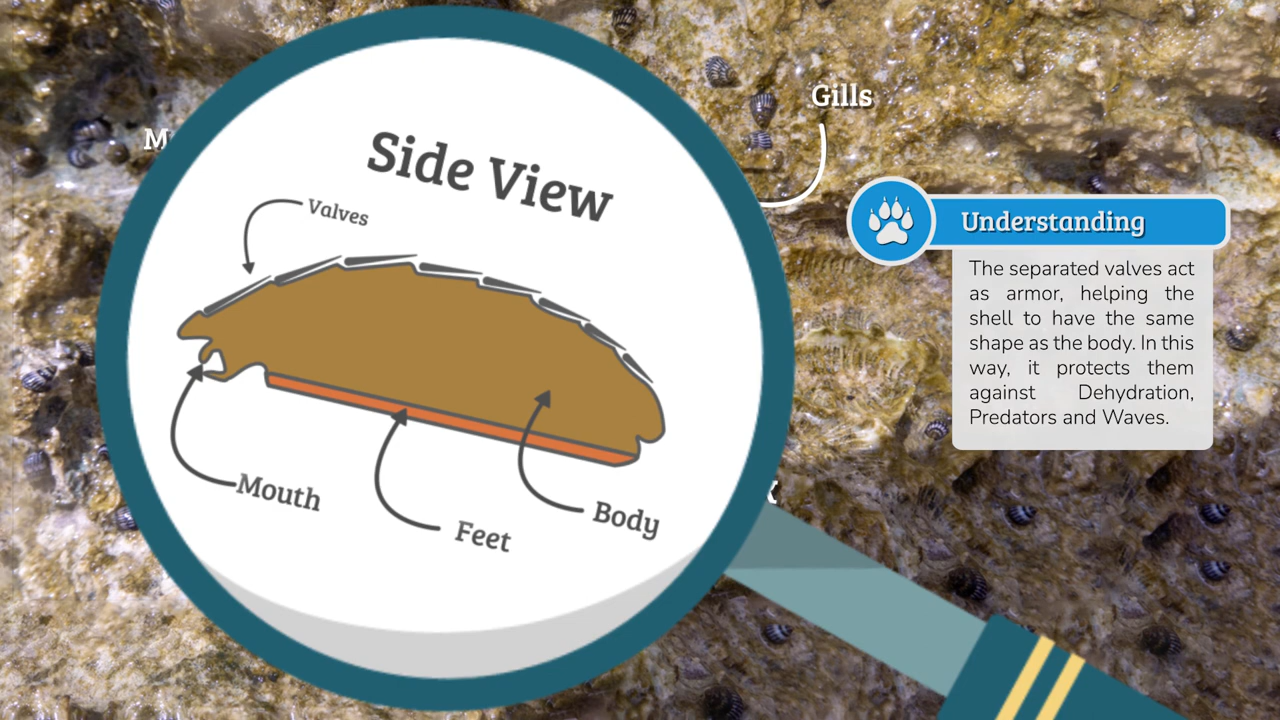 Gills
M
Side View
Valves
Understanding
The separated valves act
as armor, helping the
shell to have the same
shape as the body. In this
way, it protects them
against Dehydration,
Predators and Waves.
Mouth
Feet
Body